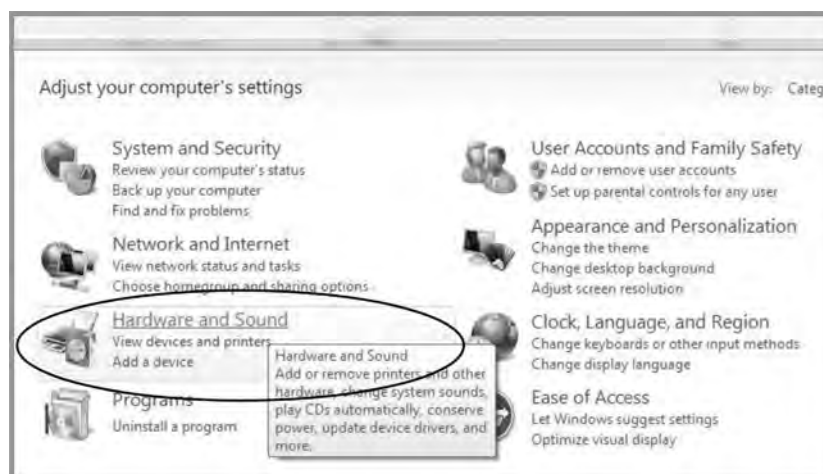 Adjust your computer's settings
View by: Categ
System and Security
Review your computer's status
Back up your computer
Find and fix problems
Network and Internet
View network status and tasks
Choose homegroup and sharing options
Hardware and Sound
View devices and printers
Add a device
Hardware and Sound
Add or remove printers and other
hardware, change system sounds,
play CDs automatically, conserve
power, update device drivers, and
more.
Programs
Uninstall a program
User Accounts and Family Safety
Add or remove user accounts
Set up parental controls for any user
Appearance and Personalization
Change the theme
Change desktop background
Adjust screen resolution
Clock, Language, and Region
Change keyboards or other input methods
Change display language
Ease of Access
Let Windows suggest settings
Optimize visual display